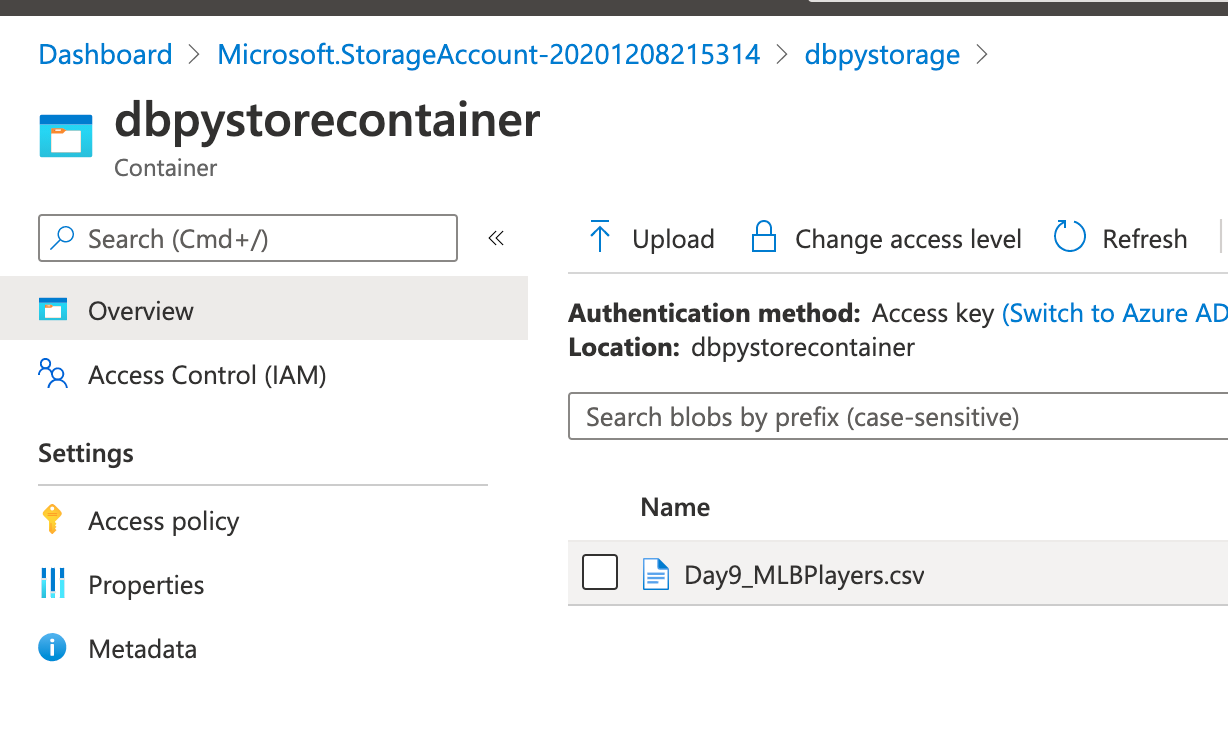 Dashboard > Microsoft.StorageAccount-20201208215314 > dbpystorage >
dbpystorecontainer
Container
Search (Cmd+/)
«
Overview
Access Control (IAM)
Settings
Access policy
Properties
Metadata
Upload
Change access level
Refresh
Authentication method: Access key (Switch to Azure AD
Location: dbpystorecontainer
Search blobs by prefix (case-sensitive)
Name
Day9_MLBPlayers.csv